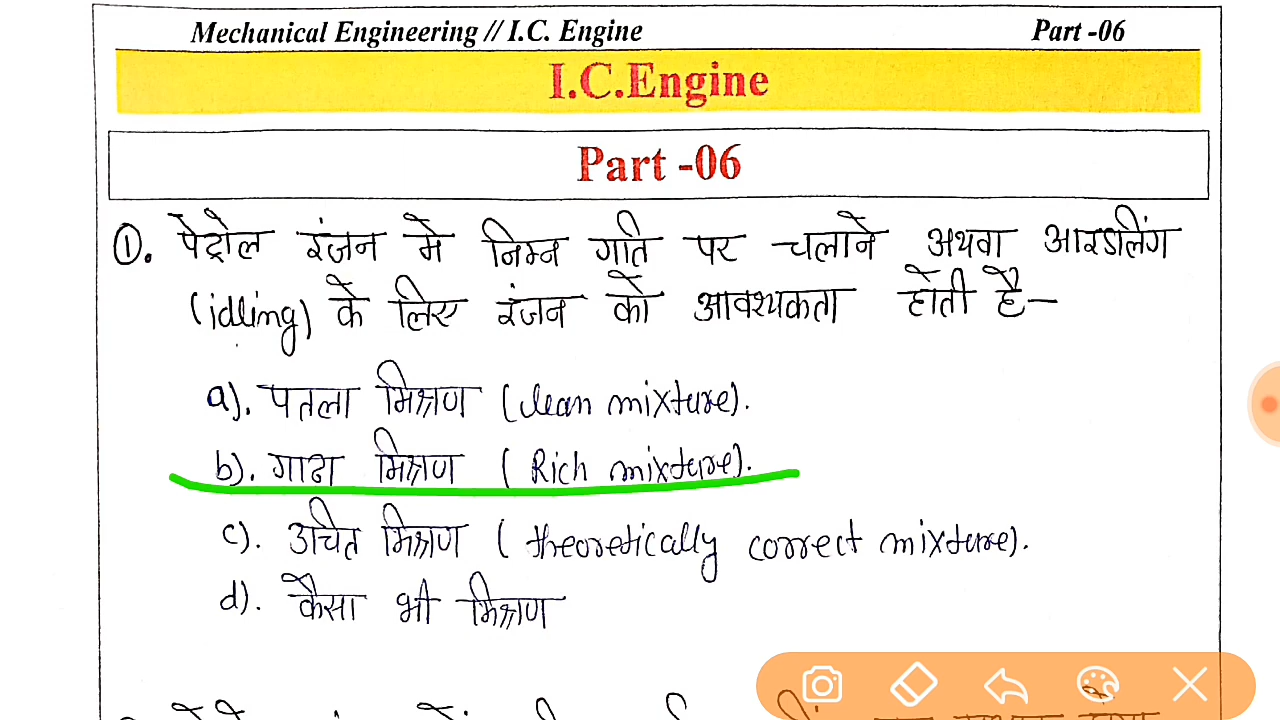 Mechanical Engineering // I.C. Engine Part -06
I.C.Engine
Part -06
①. पेट्रोल इंजन मे निम्न गति पर चलाने अथवा आइडलिंग
(idling) के लिए इंजन को आवश्यकता होती है—
a). पतला मिश्रण (lean mixture).
b). गाढा मिश्रण ( Rich mixture).
c). उचित मिश्रण ( theoretically correct mixture).
d). कैसा भी मिश्रण